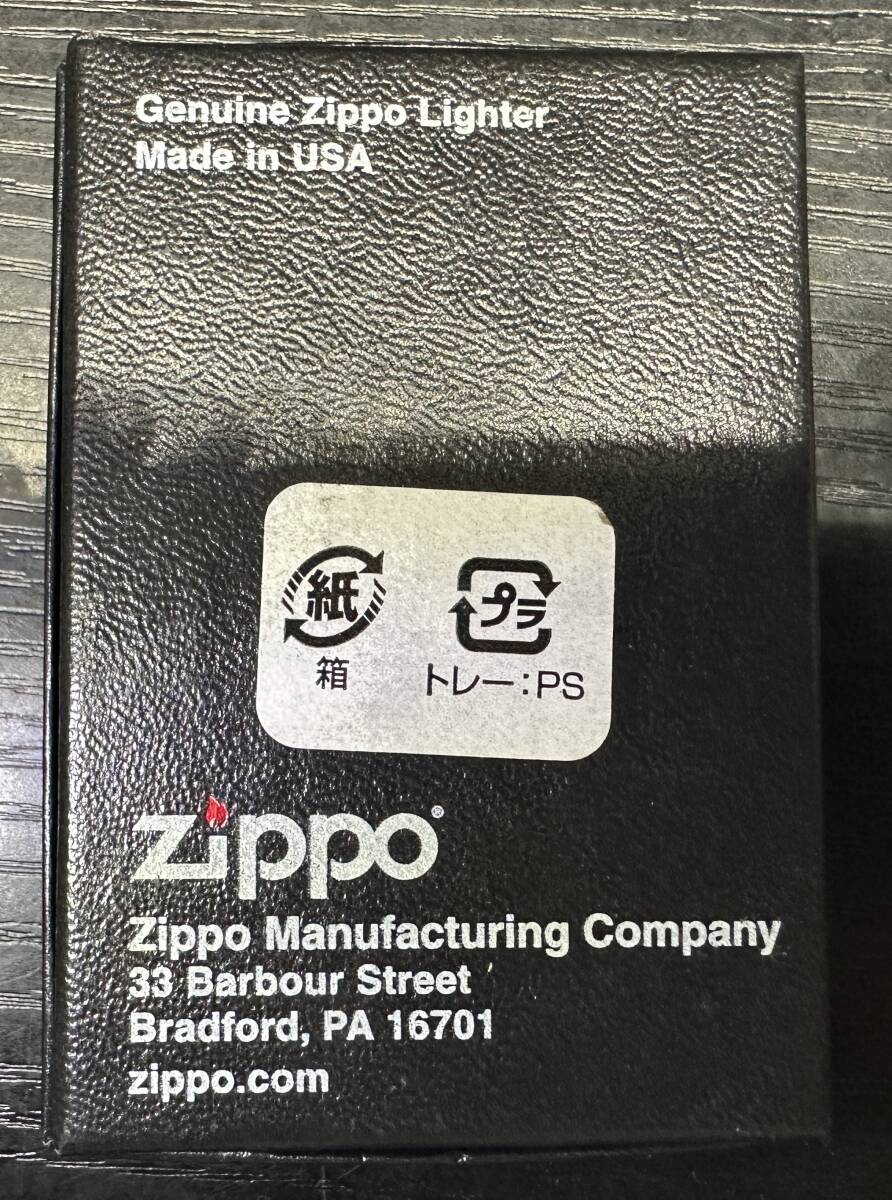 Genuine Zippo Lighter
Made in USA
紙 プラ
箱 トレー:PS
zippo®
Zippo Manufacturing Company
33 Barbour Street
Bradford, PA 16701
zippo.com